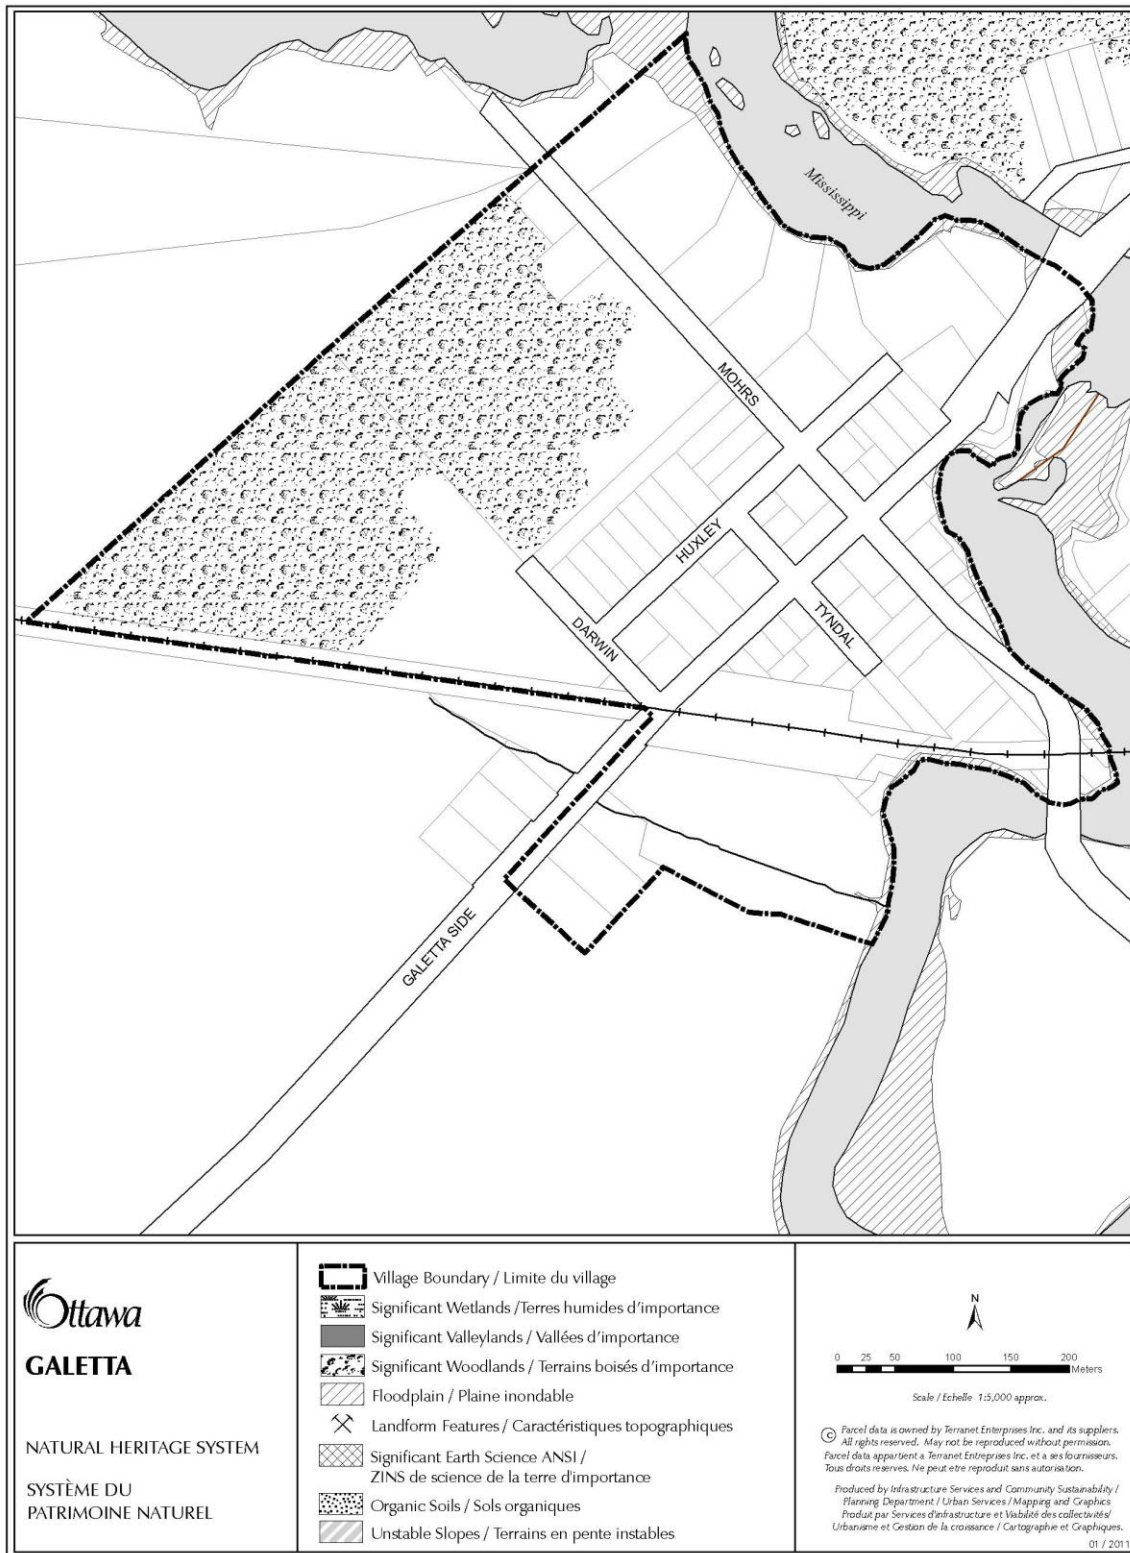 Mississippi
MOHRS
HUXLEY
DARWIN
TYNDAL
GALETTA SIDE
Ottawa
GALETTA
NATURAL HERITAGE SYSTEM
SYSTÈME DU
PATRIMOINE NATUREL
Village Boundary / Limite du village
Significant Wetlands /Terres humides d'importance
Significant Valleylands / Vallées d'importance
Significant Woodlands / Terrains boisés d'importance
Floodplain / Plaine inondable
Landform Features / Caractéristiques topographiques
Significant Earth Science ANSI /
ZINS de science de la terre d'importance
Organic Soils / Sols organiques
Unstable Slopes / Terrains en pente instables
N
0 25 50 100 150 200
Meters
Scale / Echelle 1:5,000 approx.
© Parcel data is owned by Teranet Enterprises Inc. and its suppliers.
All rights reserved. May not be reproduced without permission.
Parcel data appartient a Teranet Entreprises Inc. et a ses fournisseurs.
Tous droits reserves. Ne peut etre reproduit sans autorisation.
Produced by Infrastructure Services and Community Sustainability /
Planning Department / Urban Services / Mapping and Graphics
Produit par Services d'infrastructure et Viabilité des collectivités/
Urbanisme et Gestion de la croissance / Cartographie et Graphiques.
01 / 2011